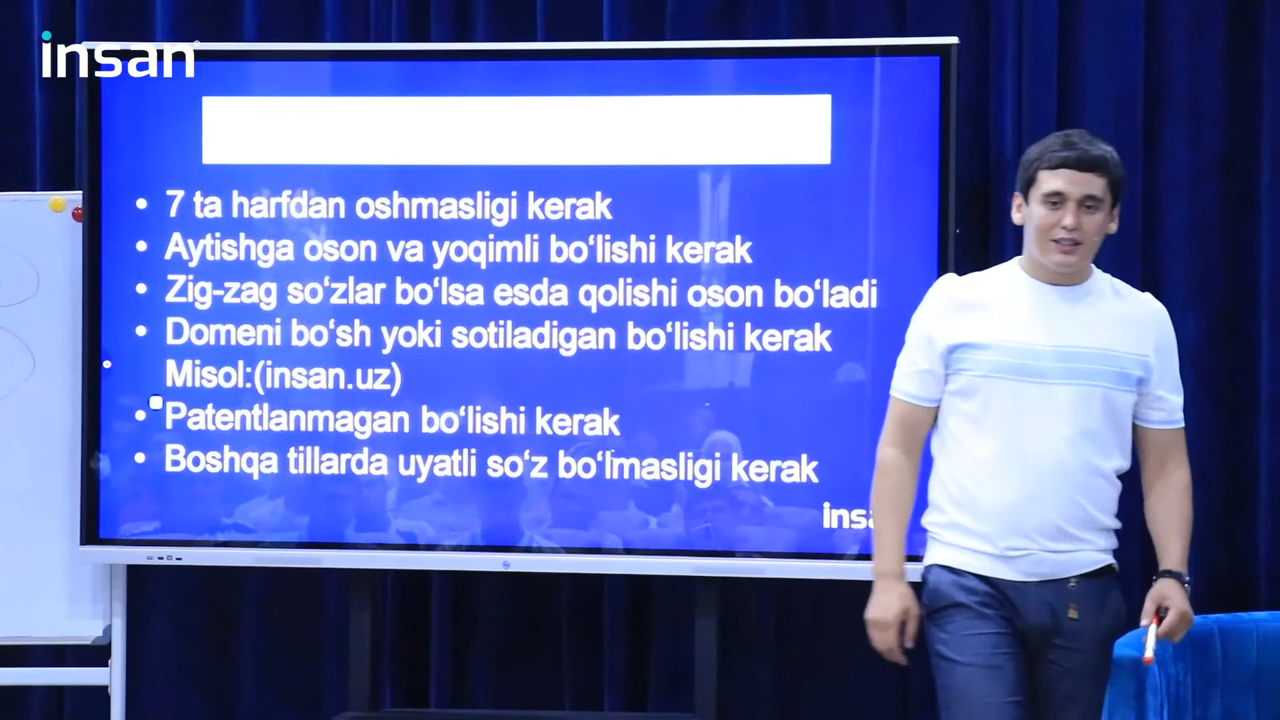 insan
7 ta harfdan oshmasligi kerak
Aytishga oson va yoqimli bo‘lishi kerak
Zig-zag so‘zlar bo‘lsa esda qolishi oson bo‘ladi
Domeni bo‘sh yoki sotiladigan bo‘lishi kerak
Misol:(insan.uz)
Patentlanmagan bo‘lishi kerak
Boshqa tillarda uyatli so‘z bo‘lmasligi kerak
insa